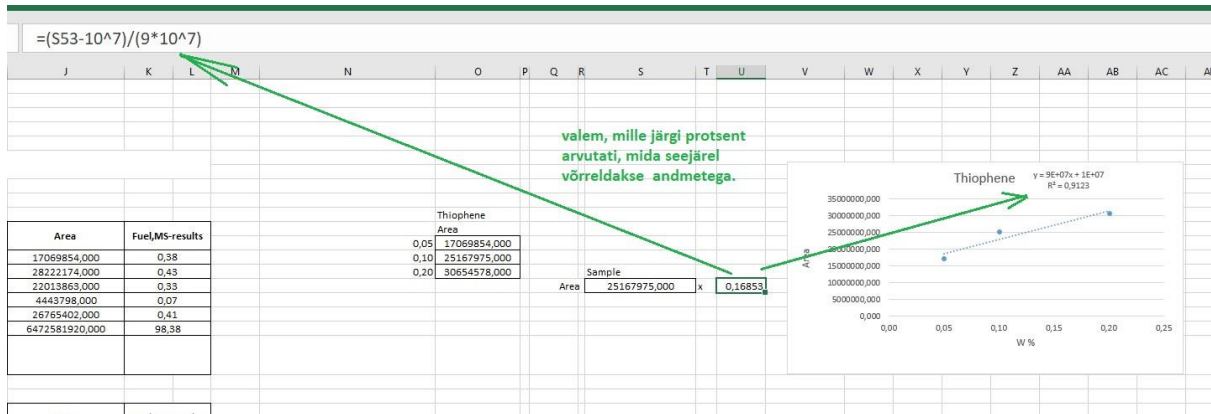 =(S53-10^7)/(9*10^7)
J K L M N O P Q R S T U V W X Y Z AA AB AC
valem, mille järgi protsent
arvutati, mida seejärel
võrreldakse andmetega.
Thiophene
Area
0,05 17069854,000
0,10 25167975,000
0,20 30654578,000
Area Fuel,MS-results
17069854,000 0,38
28222174,000 0,43
22013863,000 0,33
4443798,000 0,07
26765402,000 0,41
6472581920,000 98,38
Sample
Area 25167975,000 x 0,16853
Thiophene
y = 9E+07x + 1E+07
R² = 0,9123
35000000,000
30000000,000
25000000,000
20000000,000
15000000,000
10000000,000
5000000,000
0,000
Area
0,00 0,05 0,10 0,15 0,20 0,25
W %